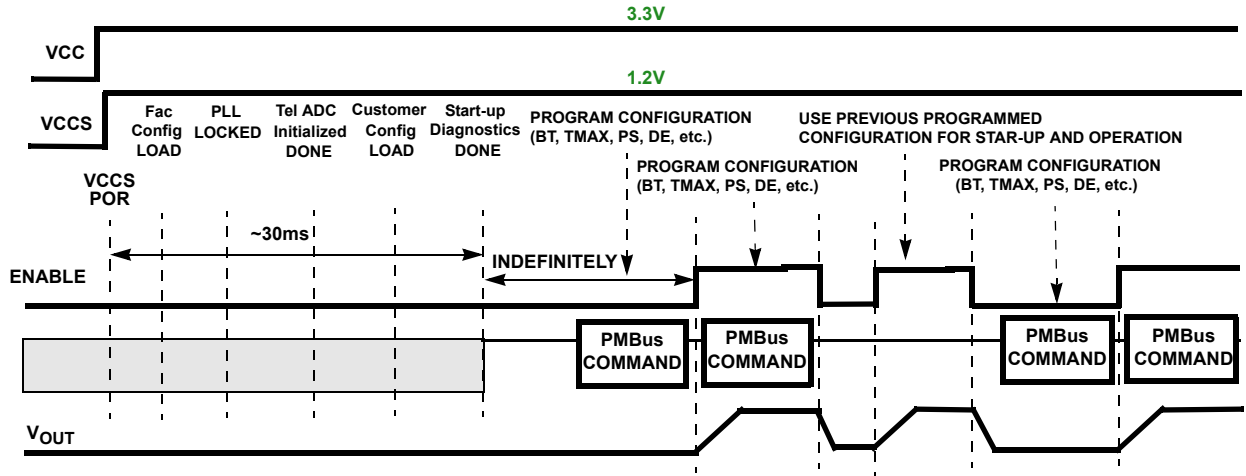 3.3V
VCC
1.2V
VCCS
Fac
Config
LOAD
PLL
LOCKED
Tel ADC
Initialized
DONE
Customer
Config
LOAD
Start-up
Diagnostics
DONE
PROGRAM CONFIGURATION
(BT, TMAX, PS, DE, etc.)
USE PREVIOUS PROGRAMMED
CONFIGURATION FOR STAR-UP AND OPERATION
PROGRAM CONFIGURATION
(BT, TMAX, PS, DE, etc.)
PROGRAM CONFIGURATION
(BT, TMAX, PS, DE, etc.)
VCCS
POR
~30ms
INDEFINITELY
ENABLE
PMBus
COMMAND
PMBus
COMMAND
PMBus
COMMAND
PMBus
COMMAND
VOUT